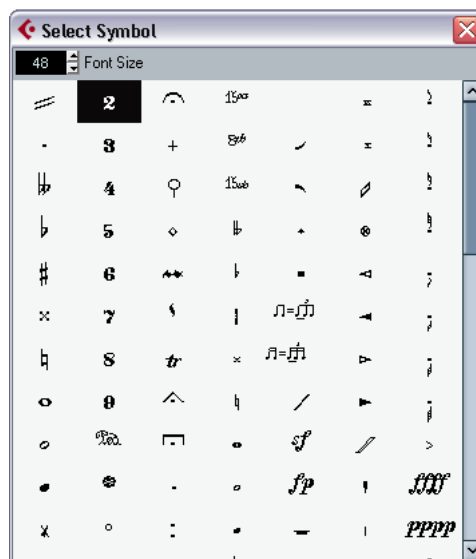 Select Symbol
48 Font Size
2 15ma
3 + 8vb
4 15mb
5
6
7
8 tr
9
Ped sf
fp ffff
pppp